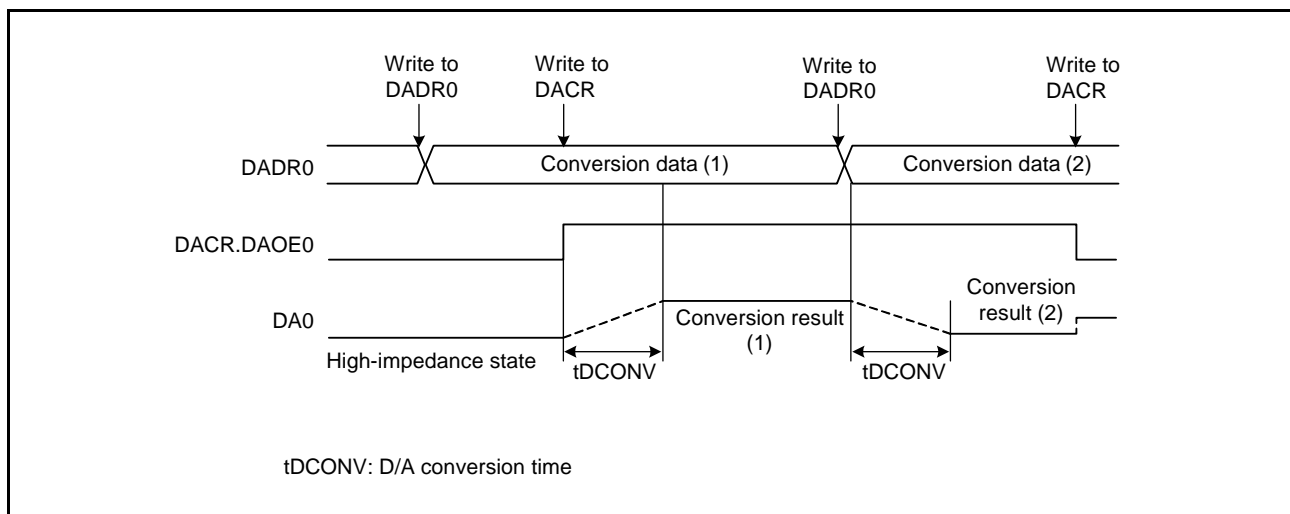 Write to
DADR0
Write to
DACR
Write to
DADR0
Write to
DACR
DADR0
Conversion data (1)
Conversion data (2)
DACR.DAOE0
DA0
High-impedance state
Conversion result
(1)
Conversion
result (2)
tDCONV
tDCONV
tDCONV: D/A conversion time